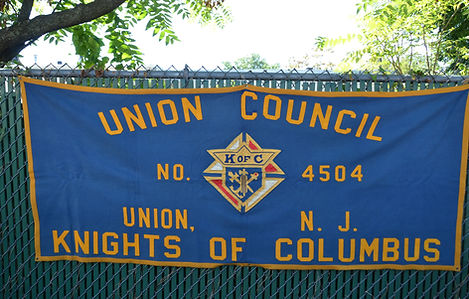 UNION COUNCIL
K OF C
NO. 4504
UNION, N. J.
KNIGHTS OF COLUMBUS